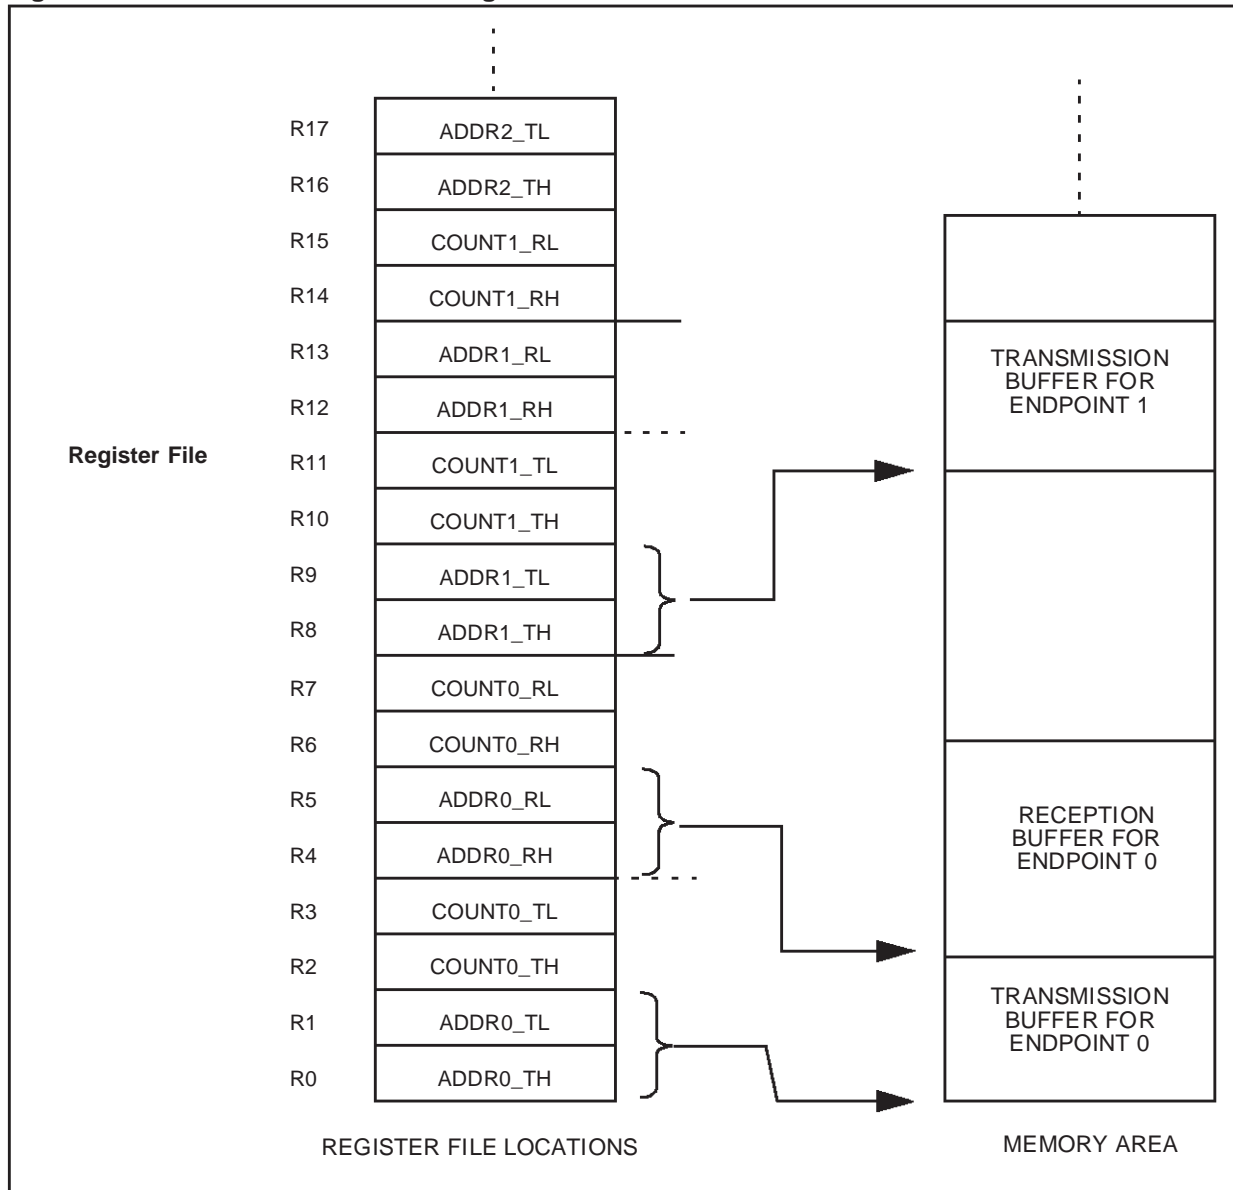 R17 ADDR2_TL
R16 ADDR2_TH
R15 COUNT1_RL
R14 COUNT1_RH
R13 ADDR1_RL
R12 ADDR1_RH
Register File
R11 COUNT1_TL
R10 COUNT1_TH
R9 ADDR1_TL
R8 ADDR1_TH
R7 COUNT0_RL
R6 COUNT0_RH
R5 ADDR0_RL
R4 ADDR0_RH
R3 COUNT0_TL
R2 COUNT0_TH
R1 ADDR0_TL
R0 ADDR0_TH
REGISTER FILE LOCATIONS
TRANSMISSION
BUFFER FOR
ENDPOINT 1
RECEPTION
BUFFER FOR
ENDPOINT 0
TRANSMISSION
BUFFER FOR
ENDPOINT 0
MEMORY AREA